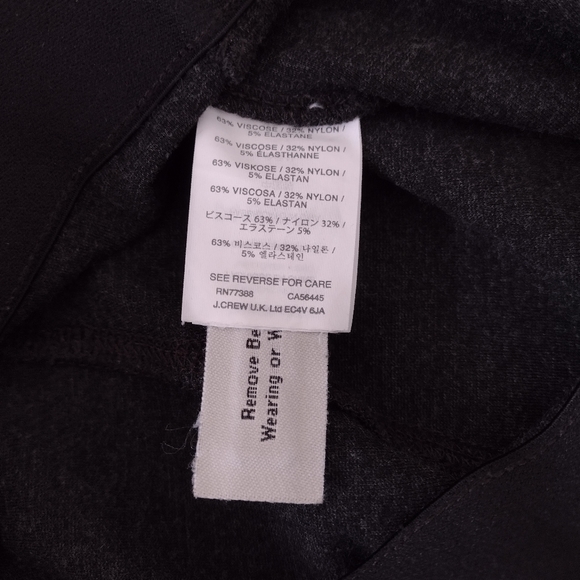 63% VISCOSE / 32% NYLON /
5% ELASTANE
63% VISCOSE / 32% NYLON /
5% ÉLASTHANNE
63% VISKOSE / 32% NYLON /
5% ELASTAN
63% VISCOSA / 32% NYLON /
5% ELASTAN
ビスコース 63% / ナイロン 32% /
エラステーン 5%
63% 비스코스 / 32% 나일론 /
5% 엘라스테인
SEE REVERSE FOR CARE
RN77388 CA56445
J.CREW U.K. Ltd EC4V 6JA
Remove Be
Wearing or W